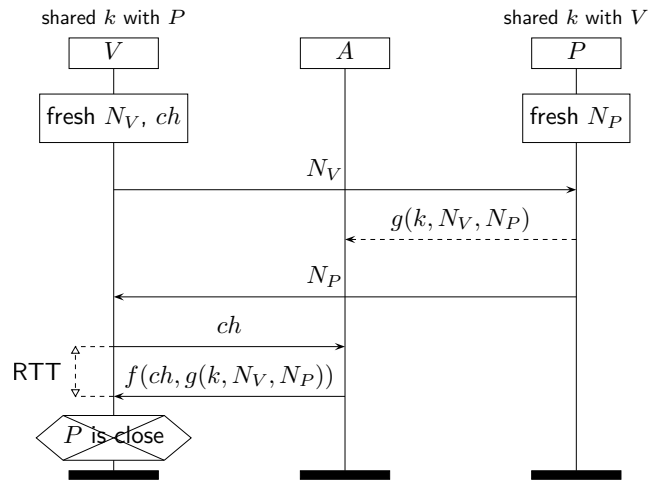 shared k with P
shared k with V
V
A
P
fresh N_V, ch
fresh N_P
N_V
g(k, N_V, N_P)
N_P
ch
RTT
f(ch, g(k, N_V, N_P))
P is close